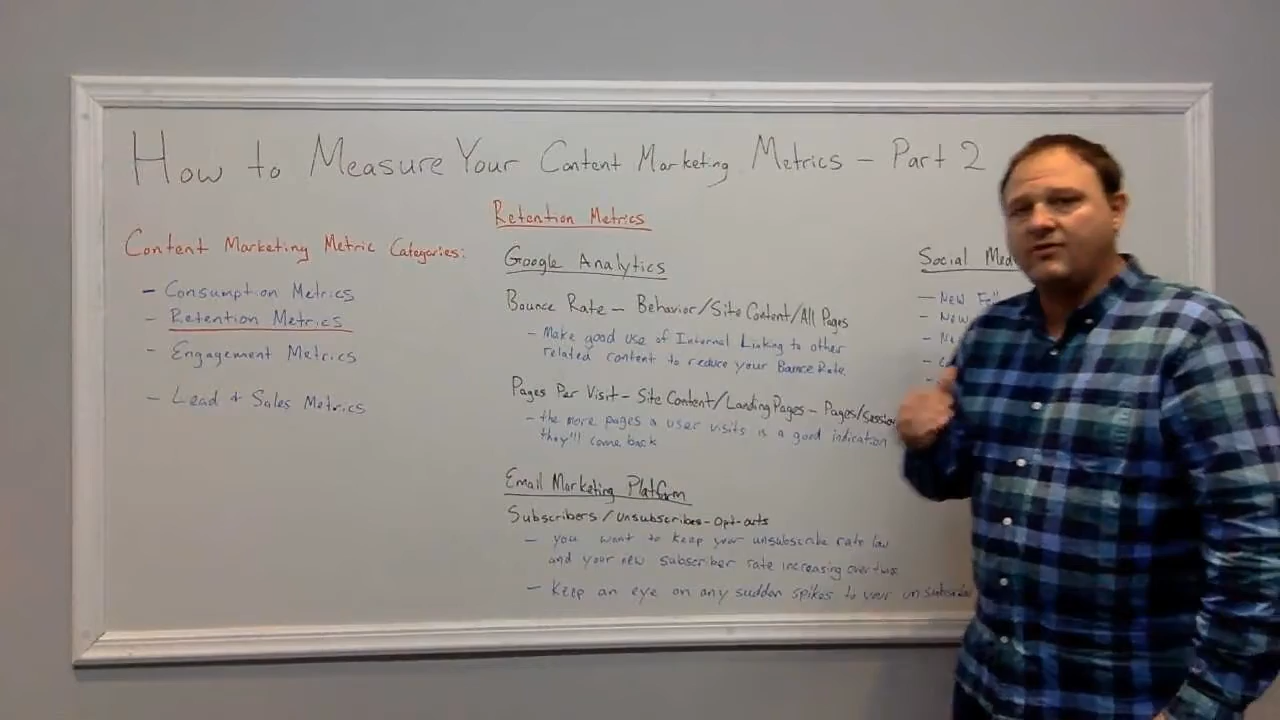 How to Measure Your Content Marketing Metrics - Part 2
Content Marketing Metric Categories:
- Consumption Metrics
- Retention Metrics
- Engagement Metrics
- Lead + Sales Metrics
Retention Metrics
Google Analytics
Bounce Rate - Behavior/Site Content/All Pages
- Make good use of Internal Linking to other
related content to reduce your Bounce Rate.
Pages Per Visit - Site Content/Landing Pages - Pages/Session
- the more pages a user visits is a good indication
they'll come back
Email Marketing Platform
Subscribers/Unsubscribes-Opt-outs
- you want to keep your unsubscribe rate low
and your new subscriber rate increasing over time
- Keep an eye on any sudden spikes to your
Social
- New
- New